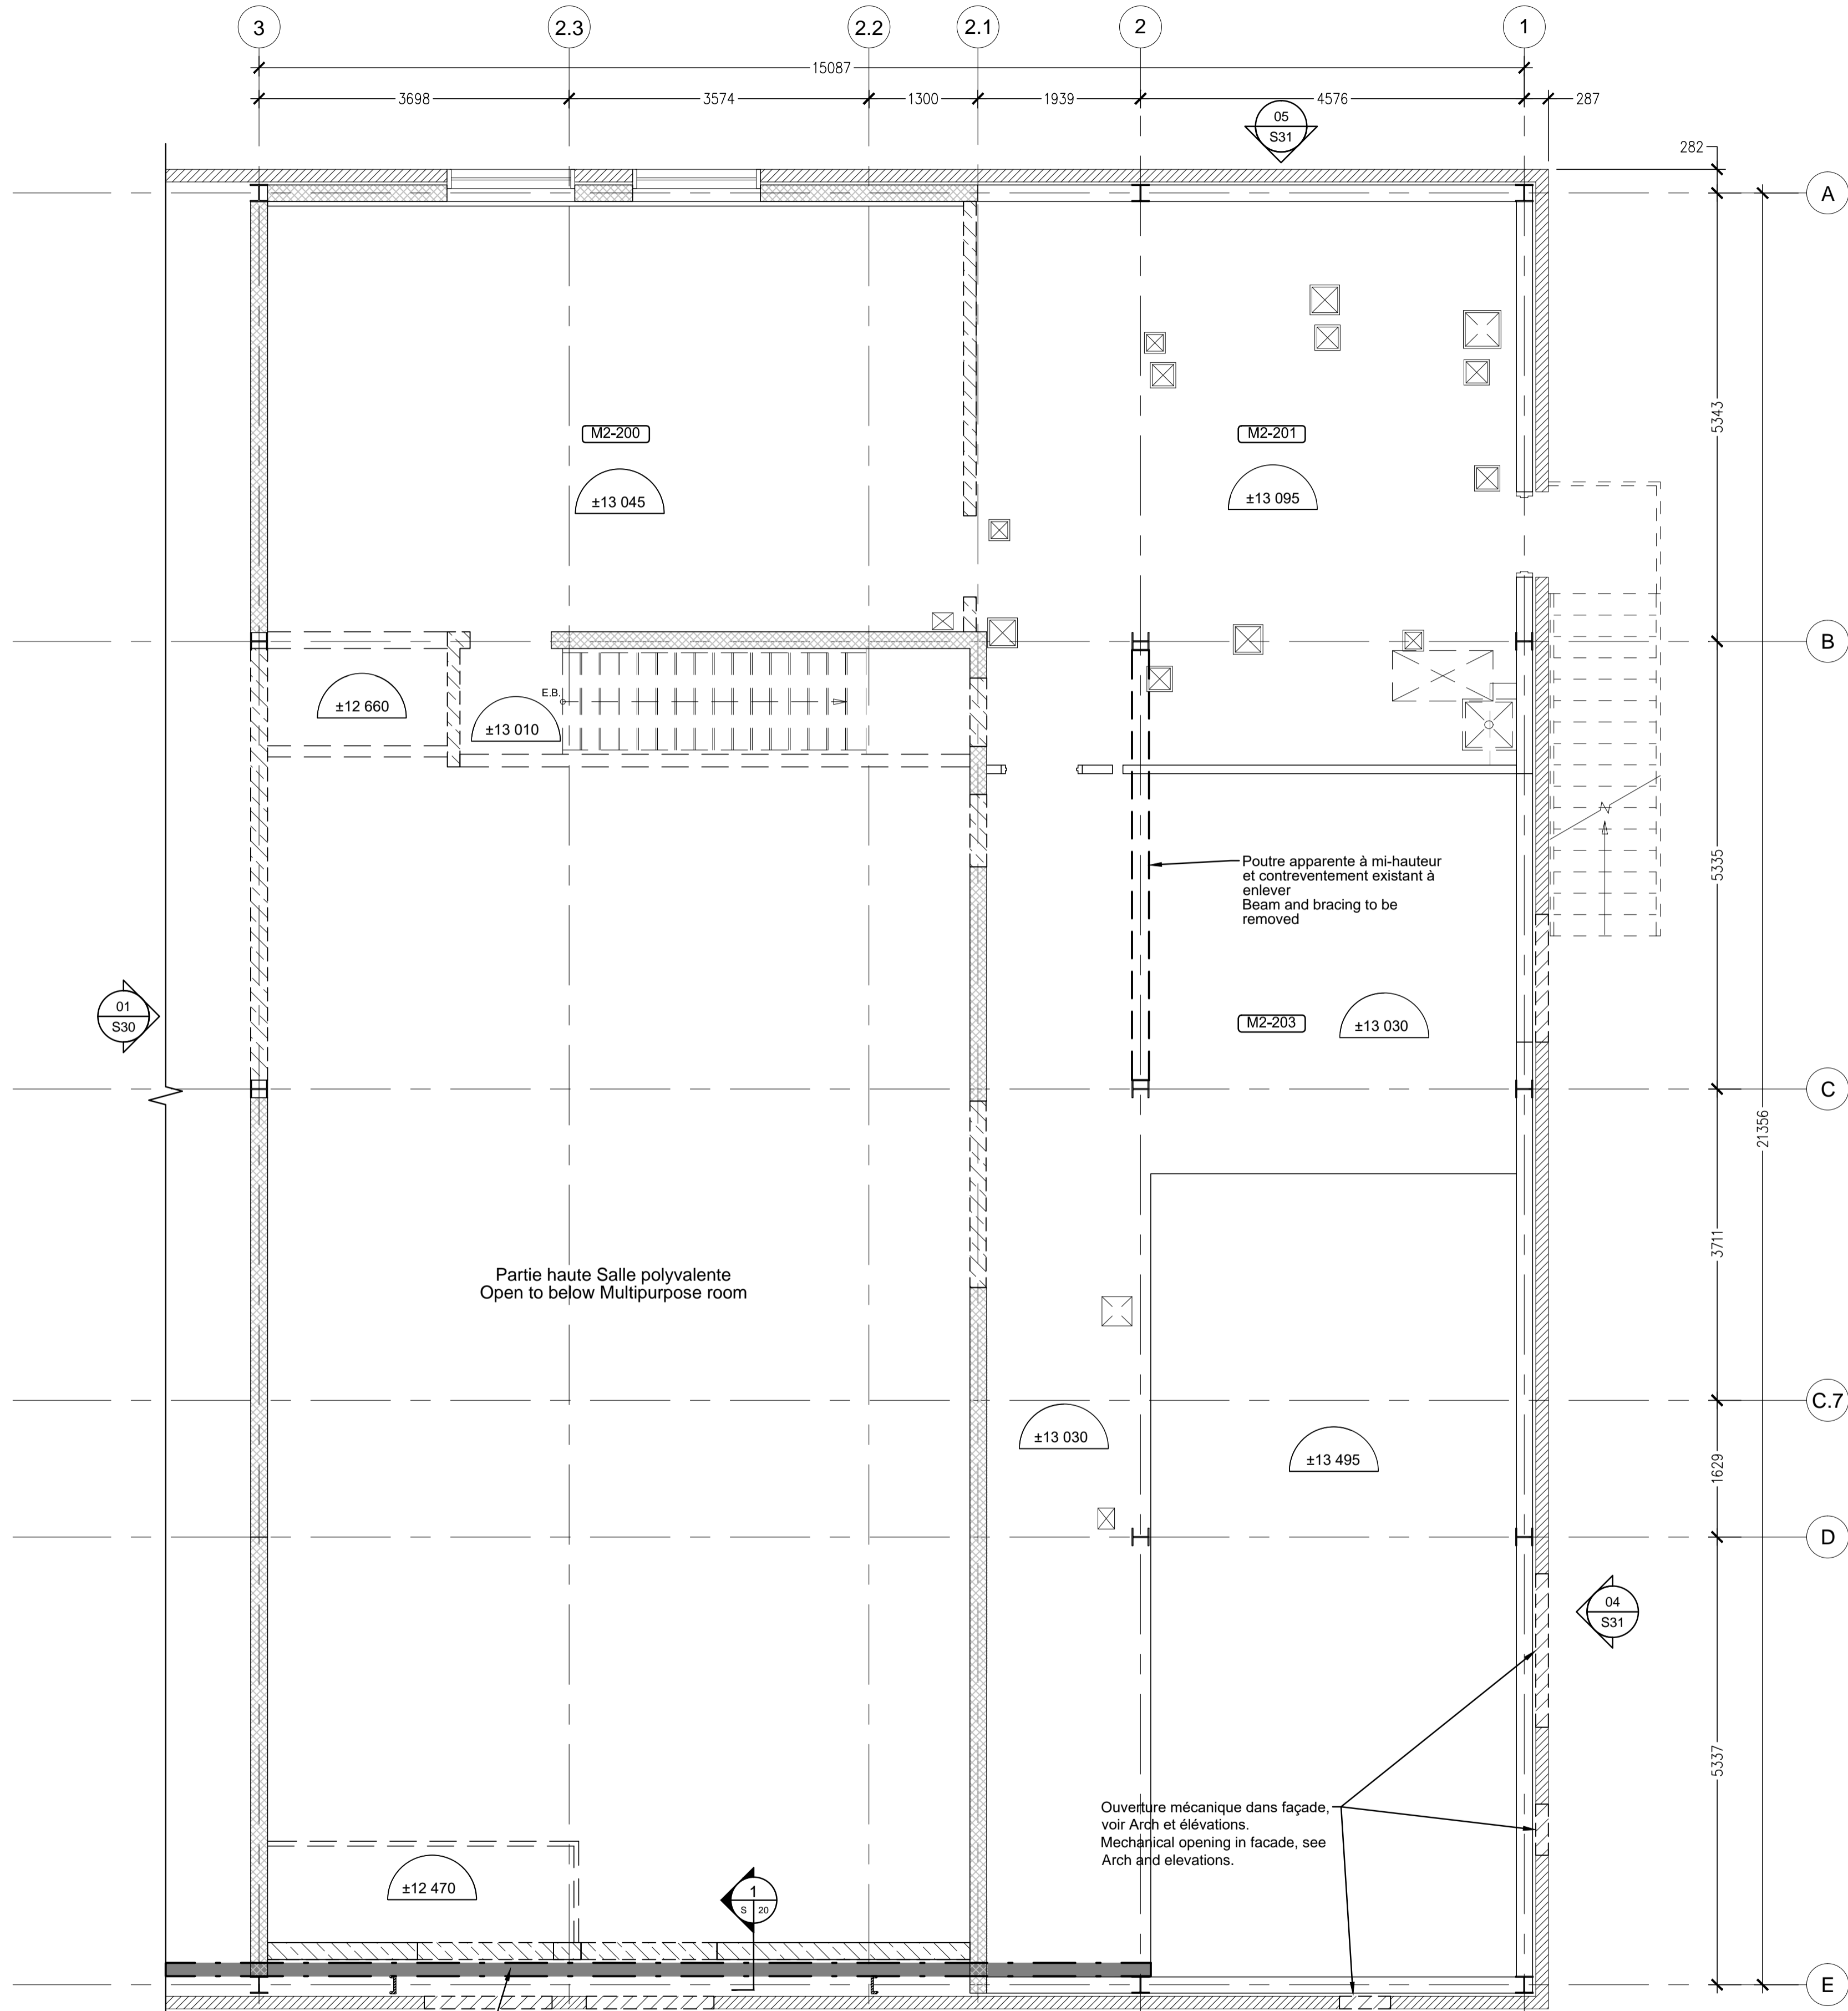 3
2.3
2.2
2.1
2
1
15087
3698
3574
1300
1939
4576
287
05
S31
282
A
5343
M2-200
M2-201
±13 045
±13 095
B
±12 660
±13 010
E.B.
5335
Poutre apparente à mi-hauteur
et contreventement existant à
enlever
Beam and bracing to be
removed
01
S30
M2-203
±13 030
C
21356
3711
Partie haute Salle polyvalente
Open to below Multipurpose room
C.7
±13 030
±13 495
1629
D
04
S31
5337
Ouverture mécanique dans façade,
voir Arch et élévations.
Mechanical opening in facade, see
Arch and elevations.
±12 470
1
S 20
E